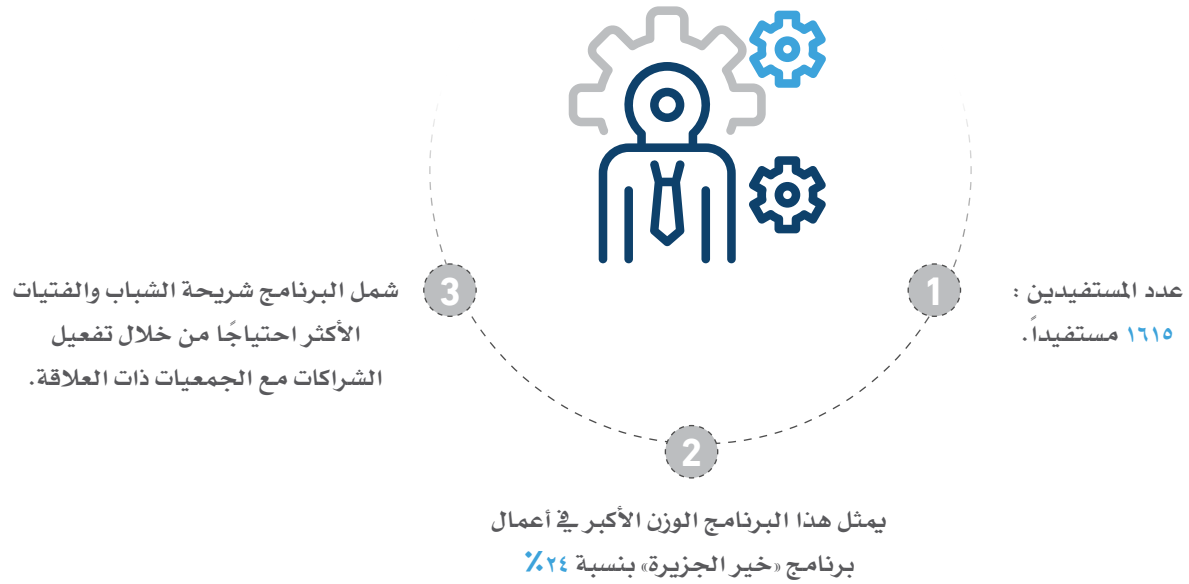 1
عدد المستفيدين :
١٦١٥ مستفيداً.
2
يمثل هذا البرنامج الوزن الأكبر في أعمال
برنامج «خير الجزيرة» بنسبة ٢٤٪
3
شمل البرنامج شريحة الشباب والفتيات
الأكثر احتياجًا من خلال تفعيل
الشراكات مع الجمعيات ذات العلاقة.